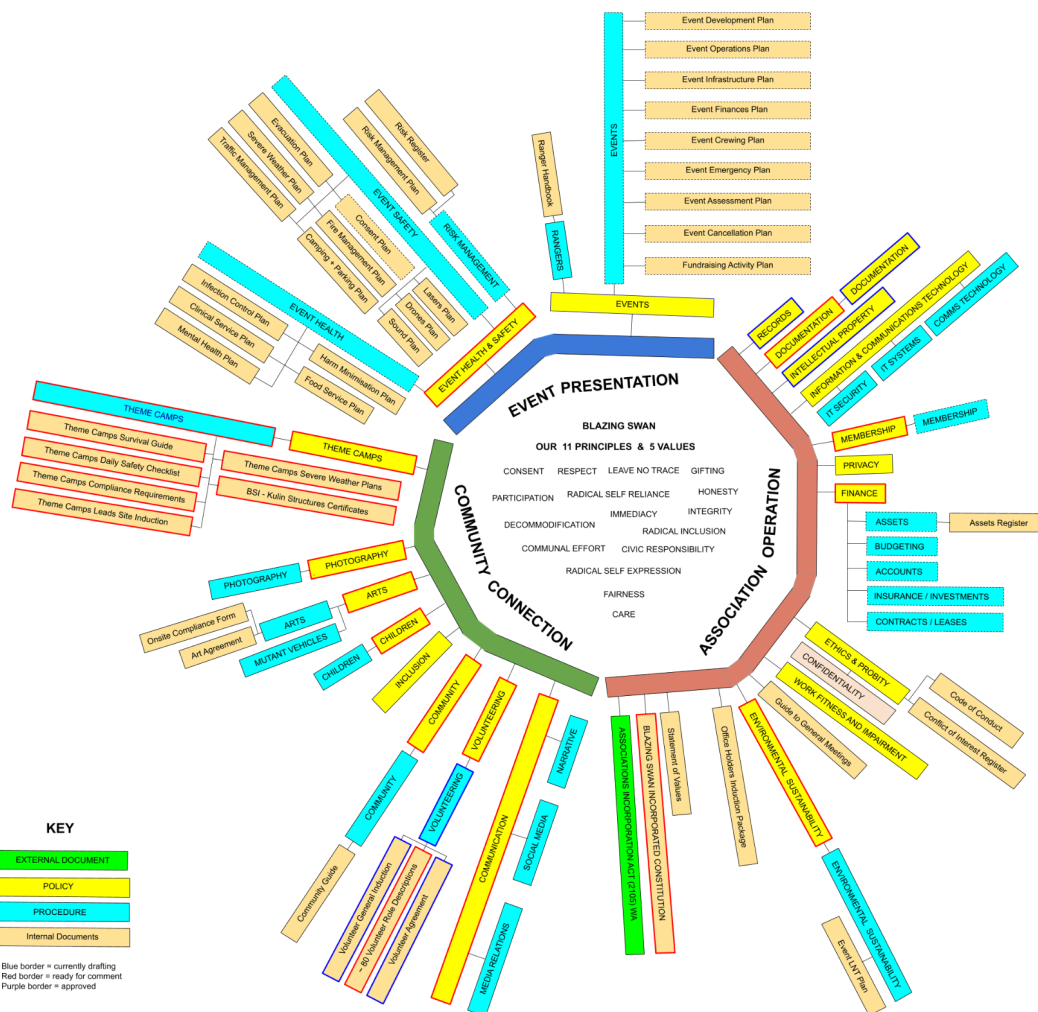 Event Development Plan
Event Operations Plan
Event Infrastructure Plan
Event Finances Plan
Event Crewing Plan
Event Emergency Plan
Event Assessment Plan
Event Cancellation Plan
Fundraising Activity Plan
EVENTS
EVENTS
Ranger Handbook
RANGERS
Risk Register
Risk Management Plan
RISK MANAGEMENT
EVENT SAFETY
Evacuation Plan
Severe Weather Plan
Traffic Management Plan
Consent Plan
Fire Management Plan
Camping + Parking Plan
Lasers Plan
Drones Plan
Sound Plan
EVENT HEALTH & SAFETY
EVENT HEALTH
Infection Control Plan
Clinical Service Plan
Mental Health Plan
Harm Minimisation Plan
Food Service Plan
EVENT PRESENTATION
BLAZING SWAN
OUR 11 PRINCIPLES & 5 VALUES
CONSENT RESPECT LEAVE NO TRACE GIFTING
PARTICIPATION RADICAL SELF RELIANCE HONESTY
IMMEDIACY INTEGRITY
DECOMMODIFICATION RADICAL INCLUSION
COMMUNAL EFFORT CIVIC RESPONSIBILITY
RADICAL SELF EXPRESSION
FAIRNESS
CARE
COMMUNITY CONNECTION
ASSOCIATION OPERATION
RECORDS
DOCUMENTATION
DOCUMENTATION
INTELLECTUAL PROPERTY
INFORMATION & COMMUNICATIONS TECHNOLOGY
IT SECURITY
IT SYSTEMS
COMMS TECHNOLOGY
MEMBERSHIP
MEMBERSHIP
PRIVACY
FINANCE
ASSETS
Assets Register
BUDGETING
ACCOUNTS
INSURANCE / INVESTMENTS
CONTRACTS / LEASES
ETHICS & PROBITY
CONFIDENTIALITY
WORK FITNESS AND IMPAIRMENT
Code of Conduct
Conflict of Interest Register
Guide to General Meetings
ENVIRONMENTAL SUSTAINABILITY
ENVIRONMENTAL SUSTAINABILITY
Event LNT Plan
Office Holders Induction Package
Statement of Values
BLAZING SWAN INCORPORATED CONSTITUTION
ASSOCIATIONS INCORPORATION ACT (2105) WA
THEME CAMPS
THEME CAMPS
Theme Camps Survival Guide
Theme Camps Daily Safety Checklist
Theme Camps Compliance Requirements
Theme Camps Leads Site Induction
Theme Camps Severe Weather Plans
BSI - Kulin Structures Certificates
PHOTOGRAPHY
PHOTOGRAPHY
ARTS
ARTS
MUTANT VEHICLES
Onsite Compliance Form
Art Agreement
CHILDREN
CHILDREN
INCLUSION
COMMUNITY
COMMUNITY
Community Guide
VOLUNTEERING
VOLUNTEERING
Volunteer General Induction
~ 80 Volunteer Role Descriptions
Volunteer Agreement
COMMUNICATION
NARRATIVE
SOCIAL MEDIA
MEDIA RELATIONS
KEY
EXTERNAL DOCUMENT
POLICY
PROCEDURE
Internal Documents
Blue border = currently drafting
Red border = ready for comment
Purple border = approved